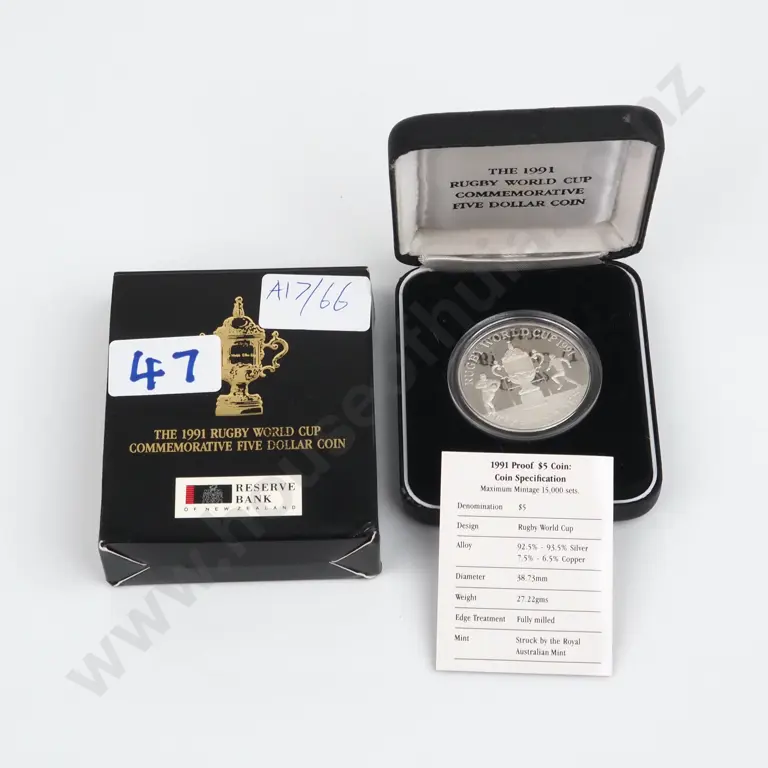 THE 1991
RUGBY WORLD CUP
COMMEMORATIVE
FIVE DOLLAR COIN
A17/66
47
THE 1991 RUGBY WORLD CUP
COMMEMORATIVE FIVE DOLLAR COIN
RESERVE
BANK
OF NEW ZEALAND
RUGBY WORLD CUP 1991
1991 Proof $5 Coin:
Coin Specification
Maximum Mintage 15,000 sets.
Denomination $5
Design Rugby World Cup
Alloy 92.5% - 93.5% Silver
7.5% - 6.5% Copper
Diameter 38.73mm
Weight 27.22gms
Edge Treatment Fully milled
Mint Struck by the Royal
Australian Mint